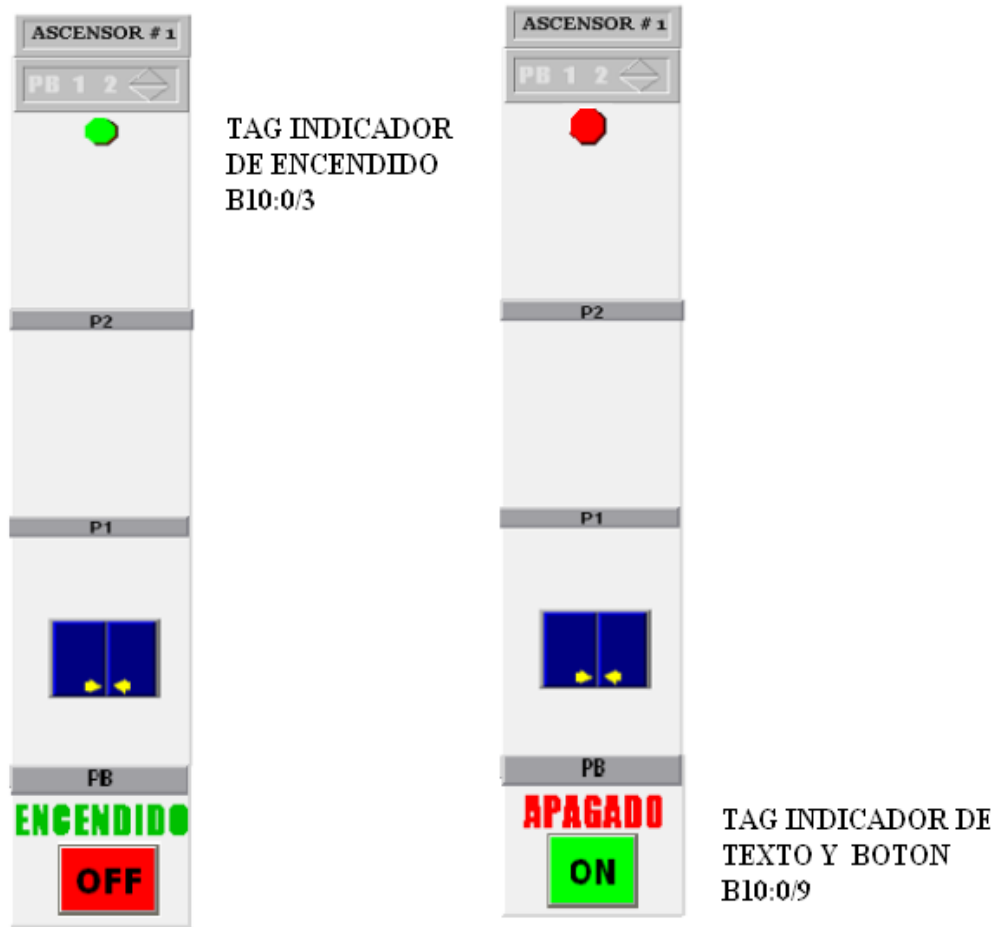 ASCENSOR # 1
PB 1 2
TAG INDICADOR
DE ENCENDIDO
B10:0/3
P2
P1
PB
ENCENDIDO
OFF
ASCENSOR # 1
PB 1 2
P2
P1
PB
APAGADO
ON
TAG INDICADOR DE
TEXTO Y BOTON
B10:0/9